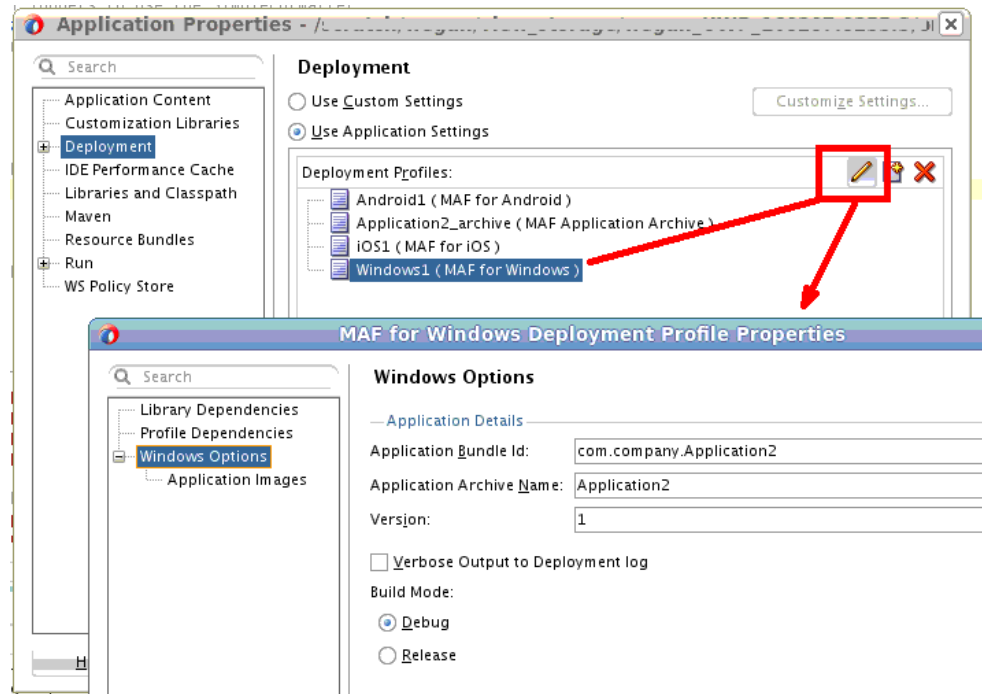 Application Properties -
Search
Application Content
Customization Libraries
Deployment
IDE Performance Cache
Libraries and Classpath
Maven
Resource Bundles
Run
WS Policy Store
Deployment
Use Custom Settings
Customize Settings...
Use Application Settings
Deployment Profiles:
Android1 ( MAF for Android )
Application2_archive ( MAF Application Archive )
iOS1 ( MAF for iOS )
Windows1 ( MAF for Windows )
H
MAF for Windows Deployment Profile Properties
Search
Library Dependencies
Profile Dependencies
Windows Options
Application Images
Windows Options
Application Details
Application Bundle Id:
com.company.Application2
Application Archive Name:
Application2
Version:
1
Verbose Output to Deployment log
Build Mode:
Debug
Release